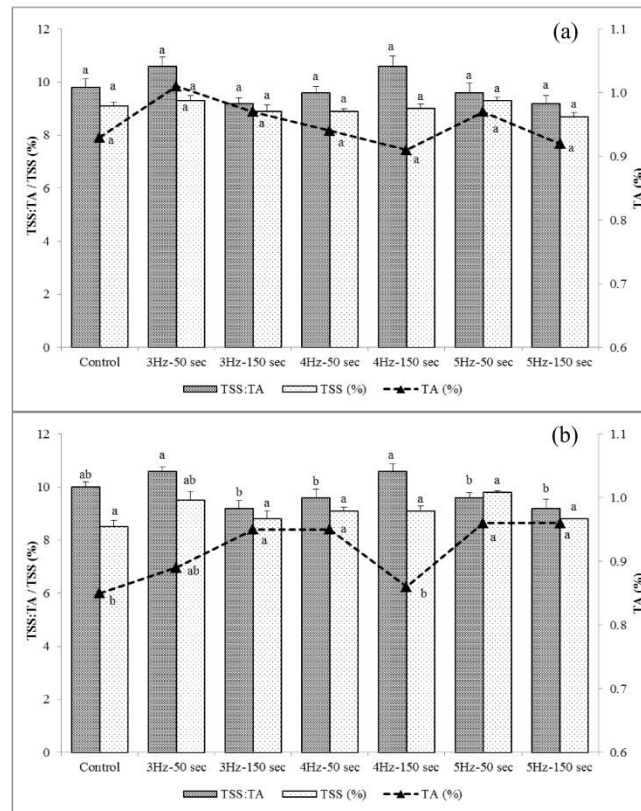 (a)
12
10
8
6
4
2
0
1.1
1.0
0.9
0.8
0.7
0.6
TSS:TA / TSS (%)
TA (%)
a a a a a a a a a a a a a a
a a a a a a a
Control 3Hz-50 sec 3Hz-150 sec 4Hz-50 sec 4Hz-150 sec 5Hz-50 sec 5Hz-150 sec
TSS:TA TSS (%) TA (%)
(b)
12
10
8
6
4
2
0
1.1
1.0
0.9
0.8
0.7
0.6
TSS:TA / TSS (%)
TA (%)
ab a a a b a b a a a b a b a
b ab a a b a a
Control 3Hz-50 sec 3Hz-150 sec 4Hz-50 sec 4Hz-150 sec 5Hz-50 sec 5Hz-150 sec
TSS:TA TSS (%) TA (%)